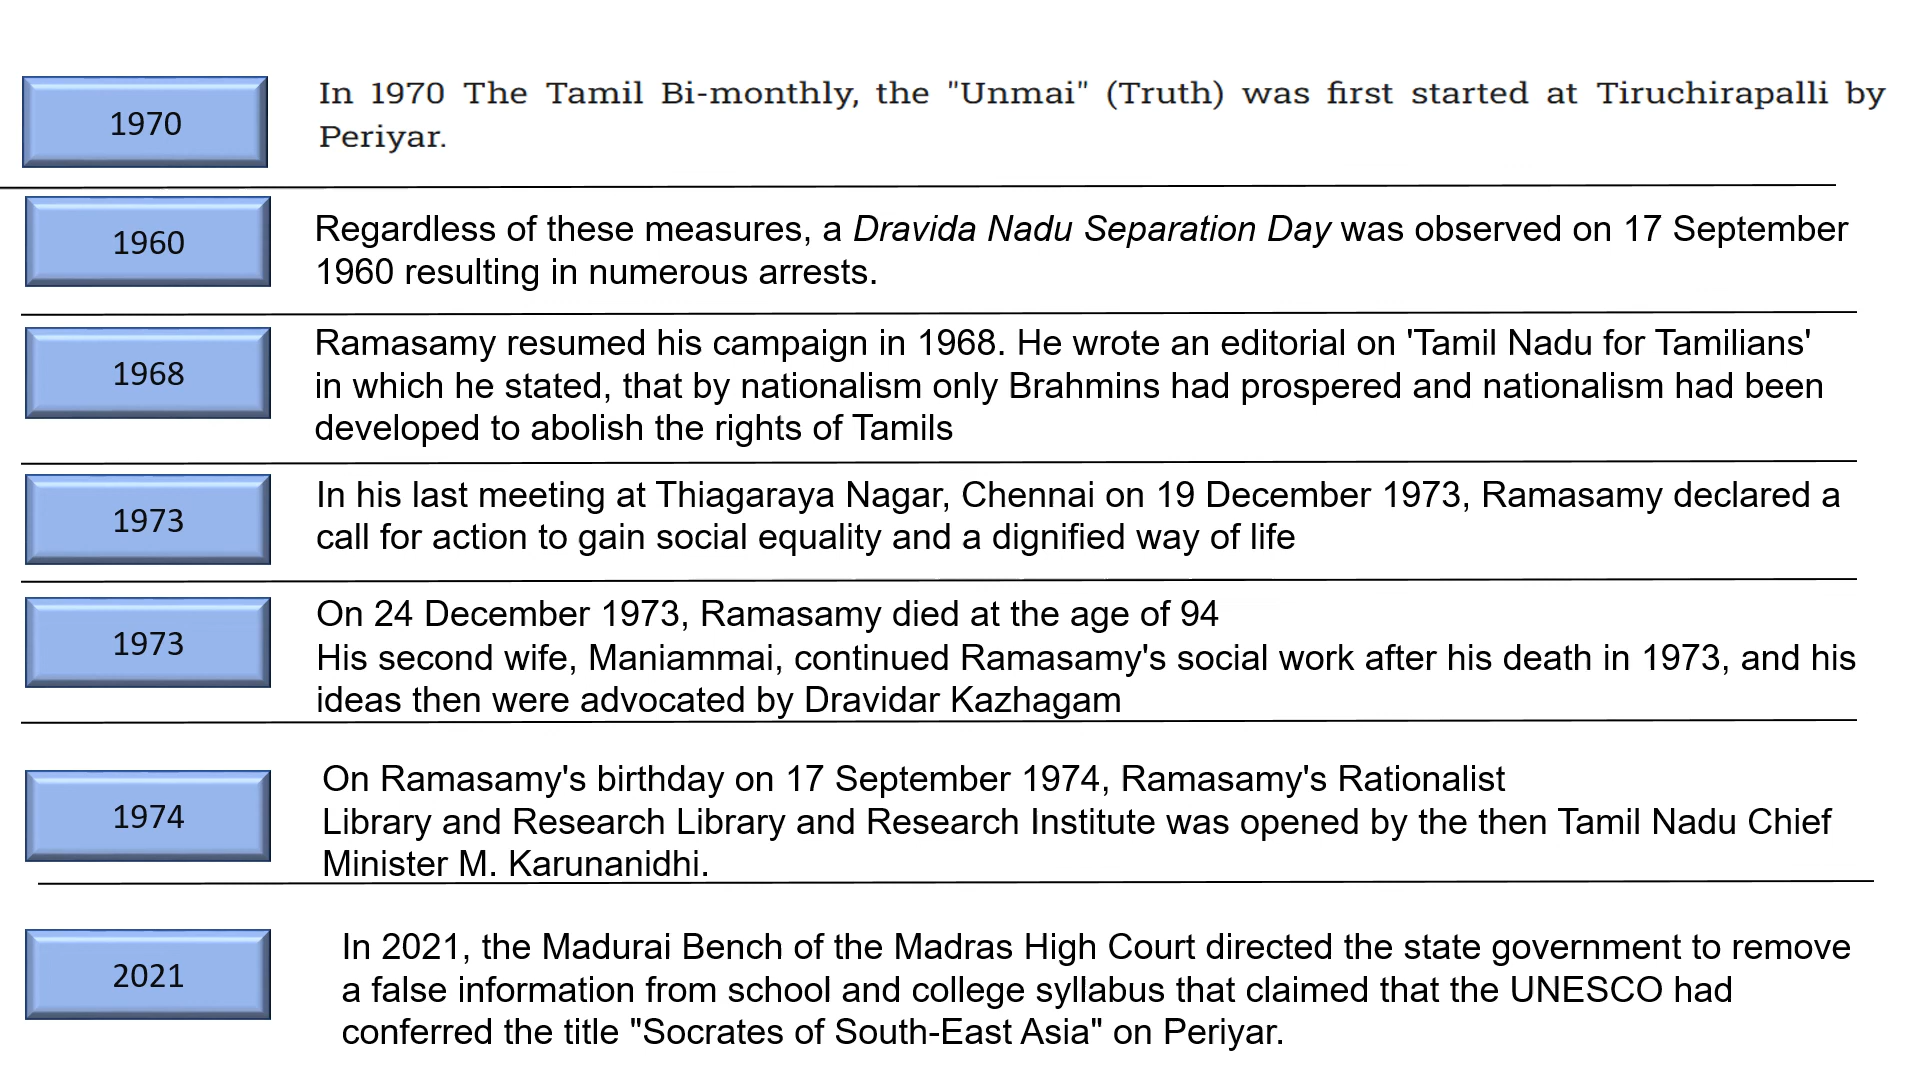 1970
In 1970 The Tamil Bi-monthly, the "Unmai" (Truth) was first started at Tiruchirapalli by
Periyar.
1960
Regardless of these measures, a Dravida Nadu Separation Day was observed on 17 September
1960 resulting in numerous arrests.
1968
Ramasamy resumed his campaign in 1968. He wrote an editorial on 'Tamil Nadu for Tamilians'
in which he stated, that by nationalism only Brahmins had prospered and nationalism had been
developed to abolish the rights of Tamils
1973
In his last meeting at Thiagaraya Nagar, Chennai on 19 December 1973, Ramasamy declared a
call for action to gain social equality and a dignified way of life
1973
On 24 December 1973, Ramasamy died at the age of 94
His second wife, Maniammai, continued Ramasamy's social work after his death in 1973, and his
ideas then were advocated by Dravidar Kazhagam
1974
On Ramasamy's birthday on 17 September 1974, Ramasamy's Rationalist
Library and Research Library and Research Institute was opened by the then Tamil Nadu Chief
Minister M. Karunanidhi.
2021
In 2021, the Madurai Bench of the Madras High Court directed the state government to remove
a false information from school and college syllabus that claimed that the UNESCO had
conferred the title "Socrates of South-East Asia" on Periyar.